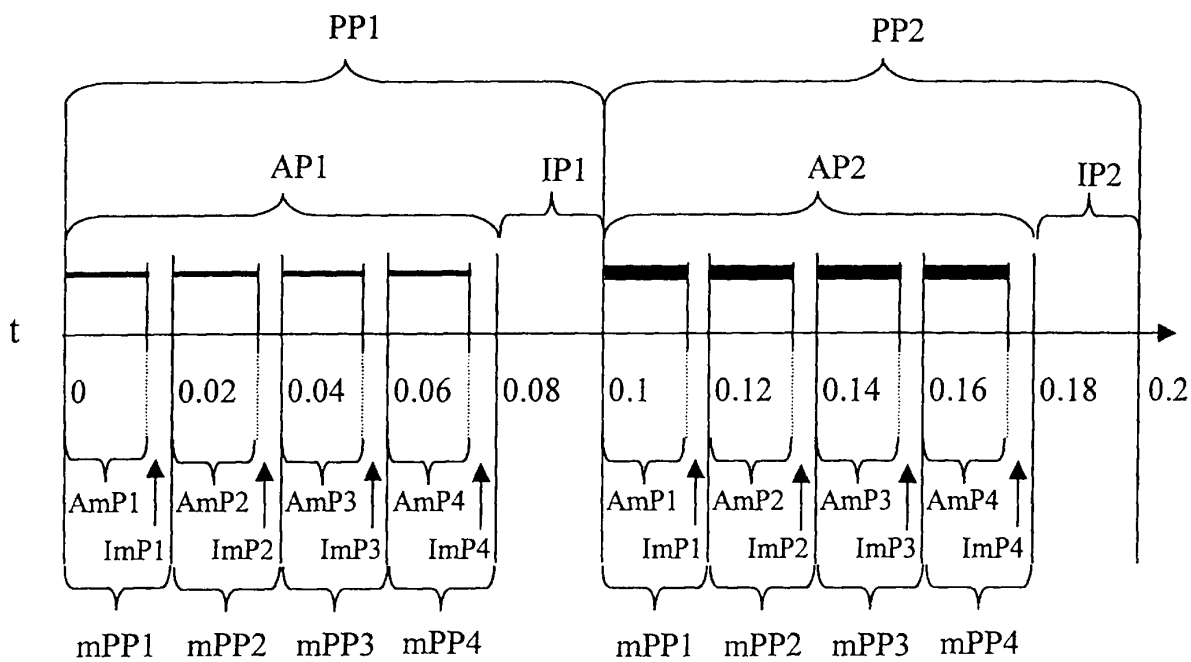 PP1 PP2
AP1 IP1 AP2 IP2
t
0 0.02 0.04 0.06 0.08 0.1 0.12 0.14 0.16 0.18 0.2
AmP1 AmP2 AmP3 AmP4 AmP1 AmP2 AmP3 AmP4
ImP1 ImP2 ImP3 ImP4 ImP1 ImP2 ImP3 ImP4
mPP1 mPP2 mPP3 mPP4 mPP1 mPP2 mPP3 mPP4